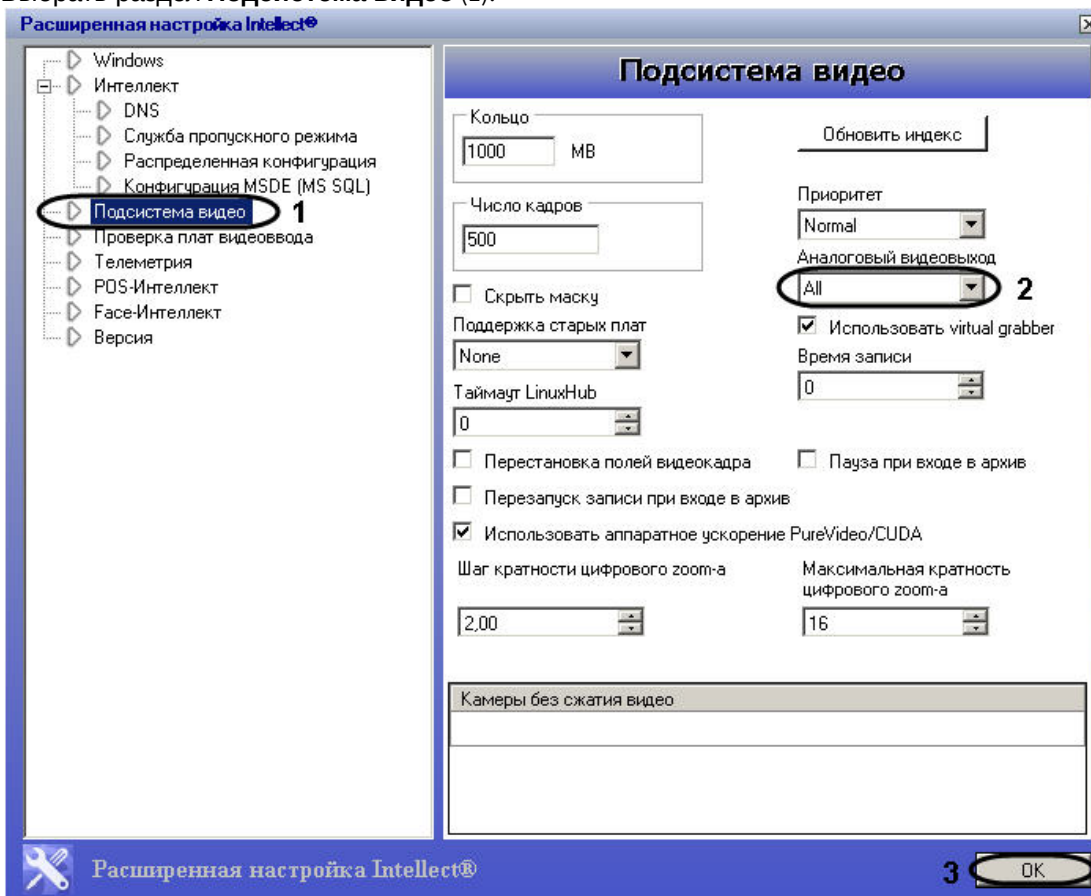 Выбрать раздел Подсистема видео (1).
Расширенная настройка Intellect®
Windows
Интеллект
DNS
Служба пропускного режима
Распределенная конфигурация
Конфигурация MSDE (MS SQL)
Подсистема видео 1
Проверка плат видеоввода
Телеметрия
POS-Интеллект
Face-Интеллект
Версия
Подсистема видео
Кольцо
1000 MB
Обновить индекс
Число кадров
500
Приоритет
Normal
Аналоговый видеовыход
All 2
Скрыть маску
Использовать virtual grabber
Поддержка старых плат
None
Время записи
0
Таймаут LinuxHub
0
Перестановка полей видеокадра
Пауза при входе в архив
Перезапуск записи при входе в архив
Использовать аппаратное ускорение PureVideo/CUDA
Шаг кратности цифрового zoom-а
2,00
Максимальная кратность
цифрового zoom-а
16
Камеры без сжатия видео
Расширенная настройка Intellect®
3 OK